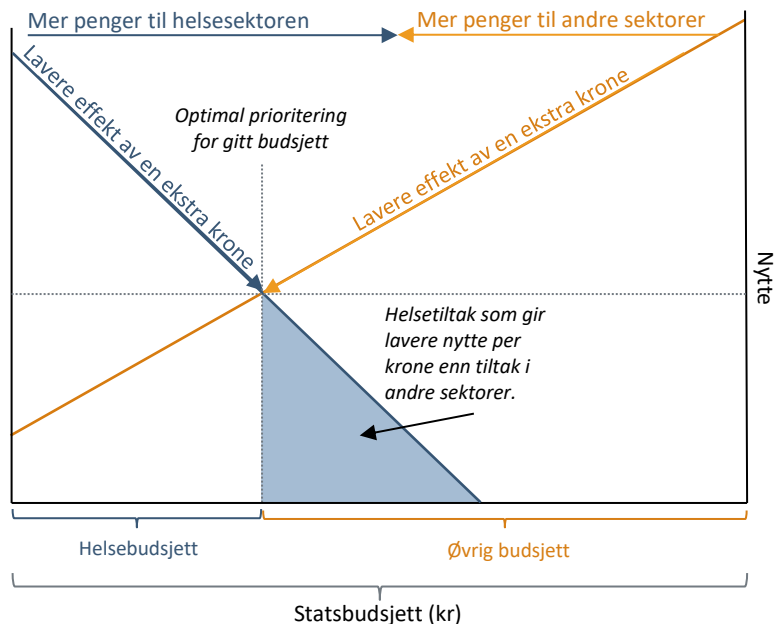 Mer penger til helsesektoren
Mer penger til andre sektorer
Lavere effekt av en ekstra krone
Optimal prioritering
for gitt budsjett
Lavere effekt av en ekstra krone
Nytte
Helsetiltak som gir
lavere nytte per
krone enn tiltak i
andre sektorer.
Helsebudsjett
Øvrig budsjett
Statsbudsjett (kr)